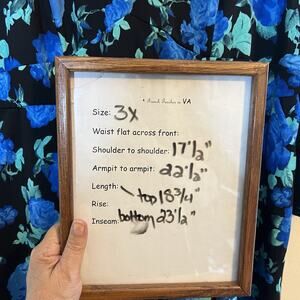 VA
Size: 3X
Waist flat across front:
Shoulder to shoulder: 17 1/2"
Armpit to armpit: 22 1/2"
Length: top 18 3/4"
Rise:
Inseam: bottom 23 1/2"